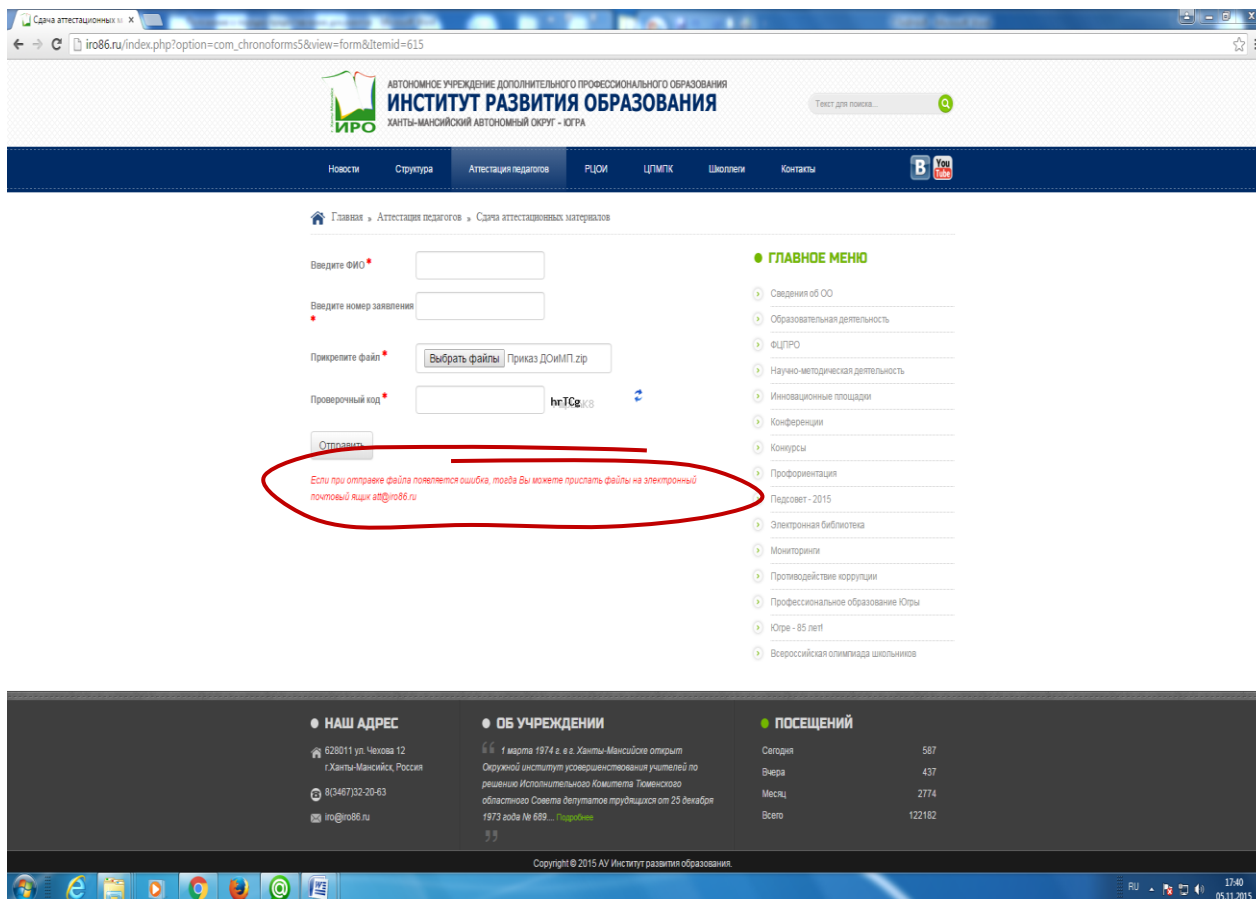 Сдача аттестационных м
iro86.ru/index.php?option=com_chronoforms5&view=form&Itemid=615
АВТОНОМНОЕ УЧРЕЖДЕНИЕ ДОПОЛНИТЕЛЬНОГО ПРОФЕССИОНАЛЬНОГО ОБРАЗОВАНИЯ
ИНСТИТУТ РАЗВИТИЯ ОБРАЗОВАНИЯ
ХАНТЫ-МАНСИЙСКИЙ АВТОНОМНЫЙ ОКРУГ - ЮГРА
ИРО
Текст для поиска...
Новости Структура Аттестация педагогов РЦОИ ЦПМПК Школлеги Контакты
B You Tube
Главная » Аттестация педагогов » Сдача аттестационных материалов
Введите ФИО *
Введите номер заявления
*
Прикрепите файл * Выбрать файлы Приказ ДОиМП.zip
Проверочный код *
Отправить
Если при отправке файла появляется ошибка, тогда Вы можете прислать файлы на электронный
почтовый ящик att@iro86.ru
ГЛАВНОЕ МЕНЮ
Сведения об ОО
Образовательная деятельность
ФЦПРО
Научно-методическая деятельность
Инновационные площадки
Конференции
Конкурсы
Профориентация
Педсовет - 2015
Электронная библиотека
Мониторинги
Противодействие коррупции
Профессиональное образование Югры
Югре - 85 лет!
Всероссийская олимпиада школьников
НАШ АДРЕС
628011 ул. Чехова 12
г.Ханты-Мансийск, Россия
8(3467)32-20-63
iro@iro86.ru
ОБ УЧРЕЖДЕНИИ
1 марта 1974 г. в г. Ханты-Мансийске открыт
Окружной институт усовершенствования учителей по
решению Исполнительного Комитета Тюменского
областного Совета депутатов трудящихся от 25 декабря
1973 года № 689.... Подробнее
ПОСЕЩЕНИЙ
Сегодня 587
Вчера 437
Месяц 2774
Всего 122182
Copyright © 2015 АУ Институт развития образования.
RU
17:40
05.11.2015